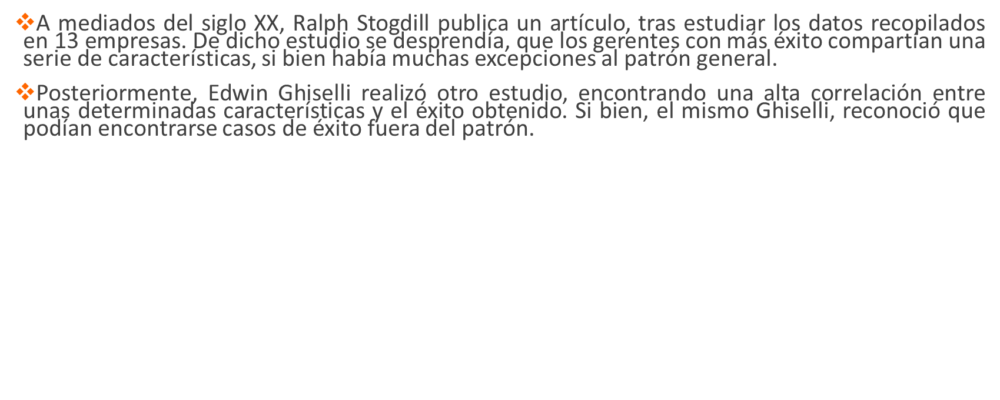 ❖A mediados del siglo XX, Ralph Stogdill publica un artículo, tras estudiar los datos recopilados
en 13 empresas. De dicho estudio se desprendía, que los gerentes con más éxito compartían una
serie de características, si bien había muchas excepciones al patrón general.
❖Posteriormente, Edwin Ghiselli realizó otro estudio, encontrando una alta correlación entre
unas determinadas características y el éxito obtenido. Si bien, el mismo Ghiselli, reconoció que
podían encontrarse casos de éxito fuera del patrón.